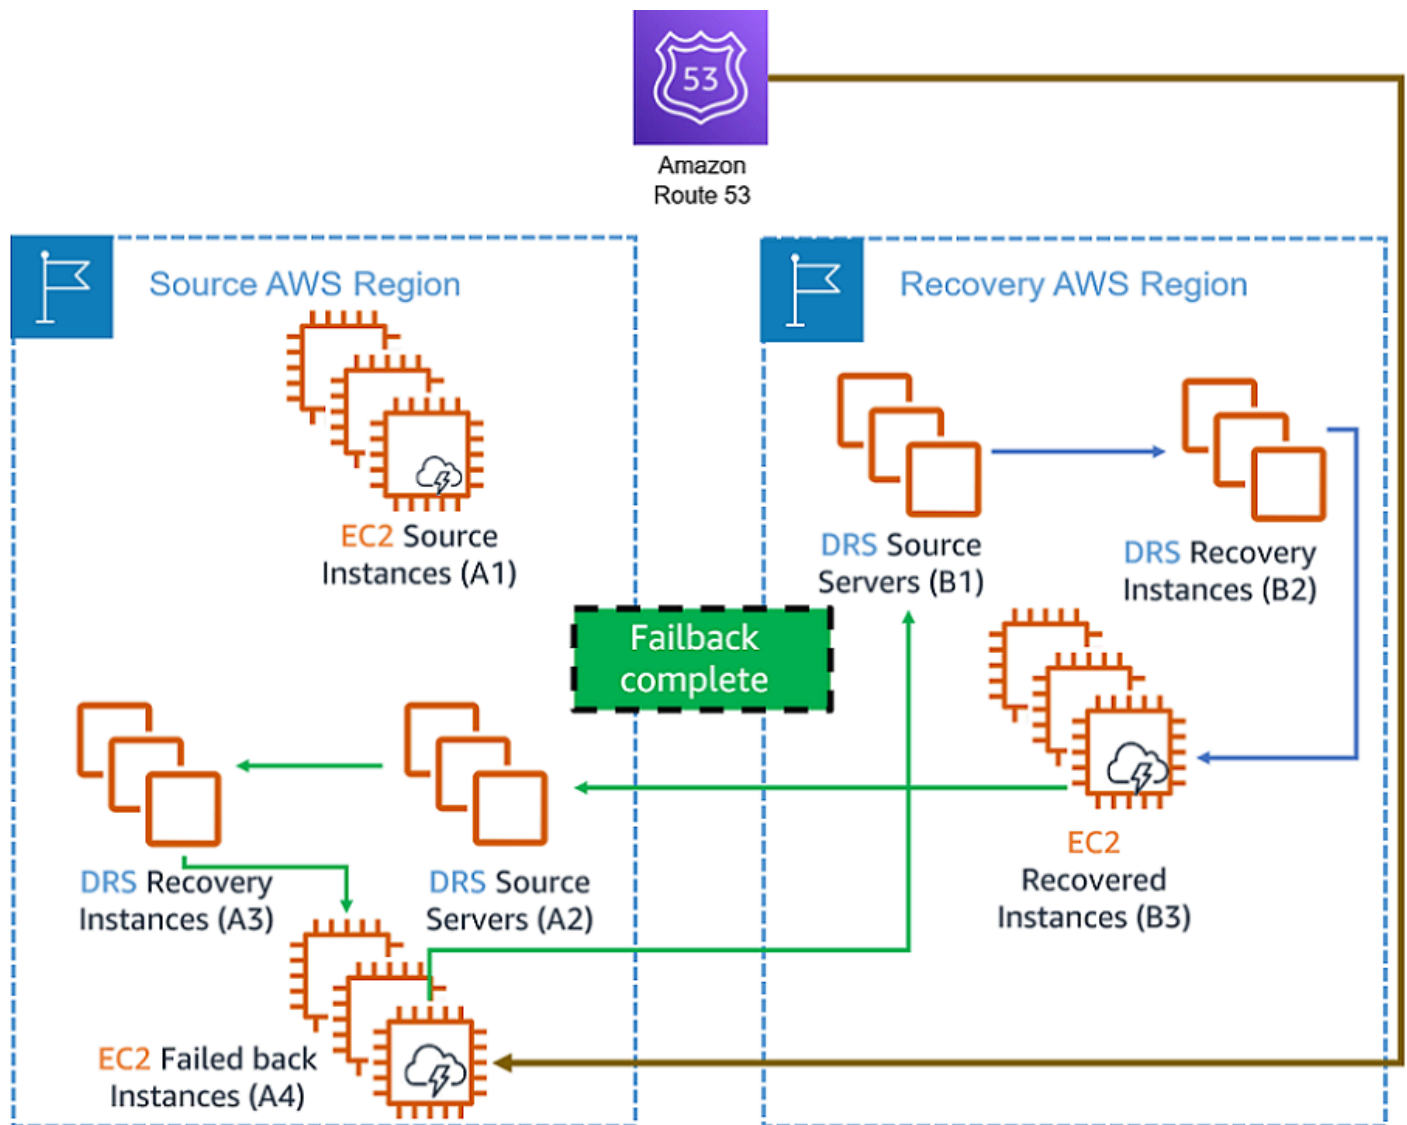 53
Amazon
Route 53
Source AWS Region
Recovery AWS Region
EC2 Source
Instances (A1)
DRS Source
Servers (B1)
DRS Recovery
Instances (B2)
Failback
complete
EC2
Recovered
Instances (B3)
DRS Recovery
Instances (A3)
DRS Source
Servers (A2)
EC2 Failed back
Instances (A4)